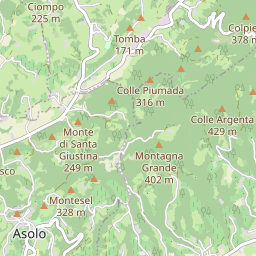 Ciompo
225 m
Tomba
171 m
Colpie
378 m
Colle Piumada
316 m
Colle Argenta
429 m
Monte
di Santa
Giustina
249 m
Montagna
Grande
402 m
sco
Montesel
328 m
Asolo